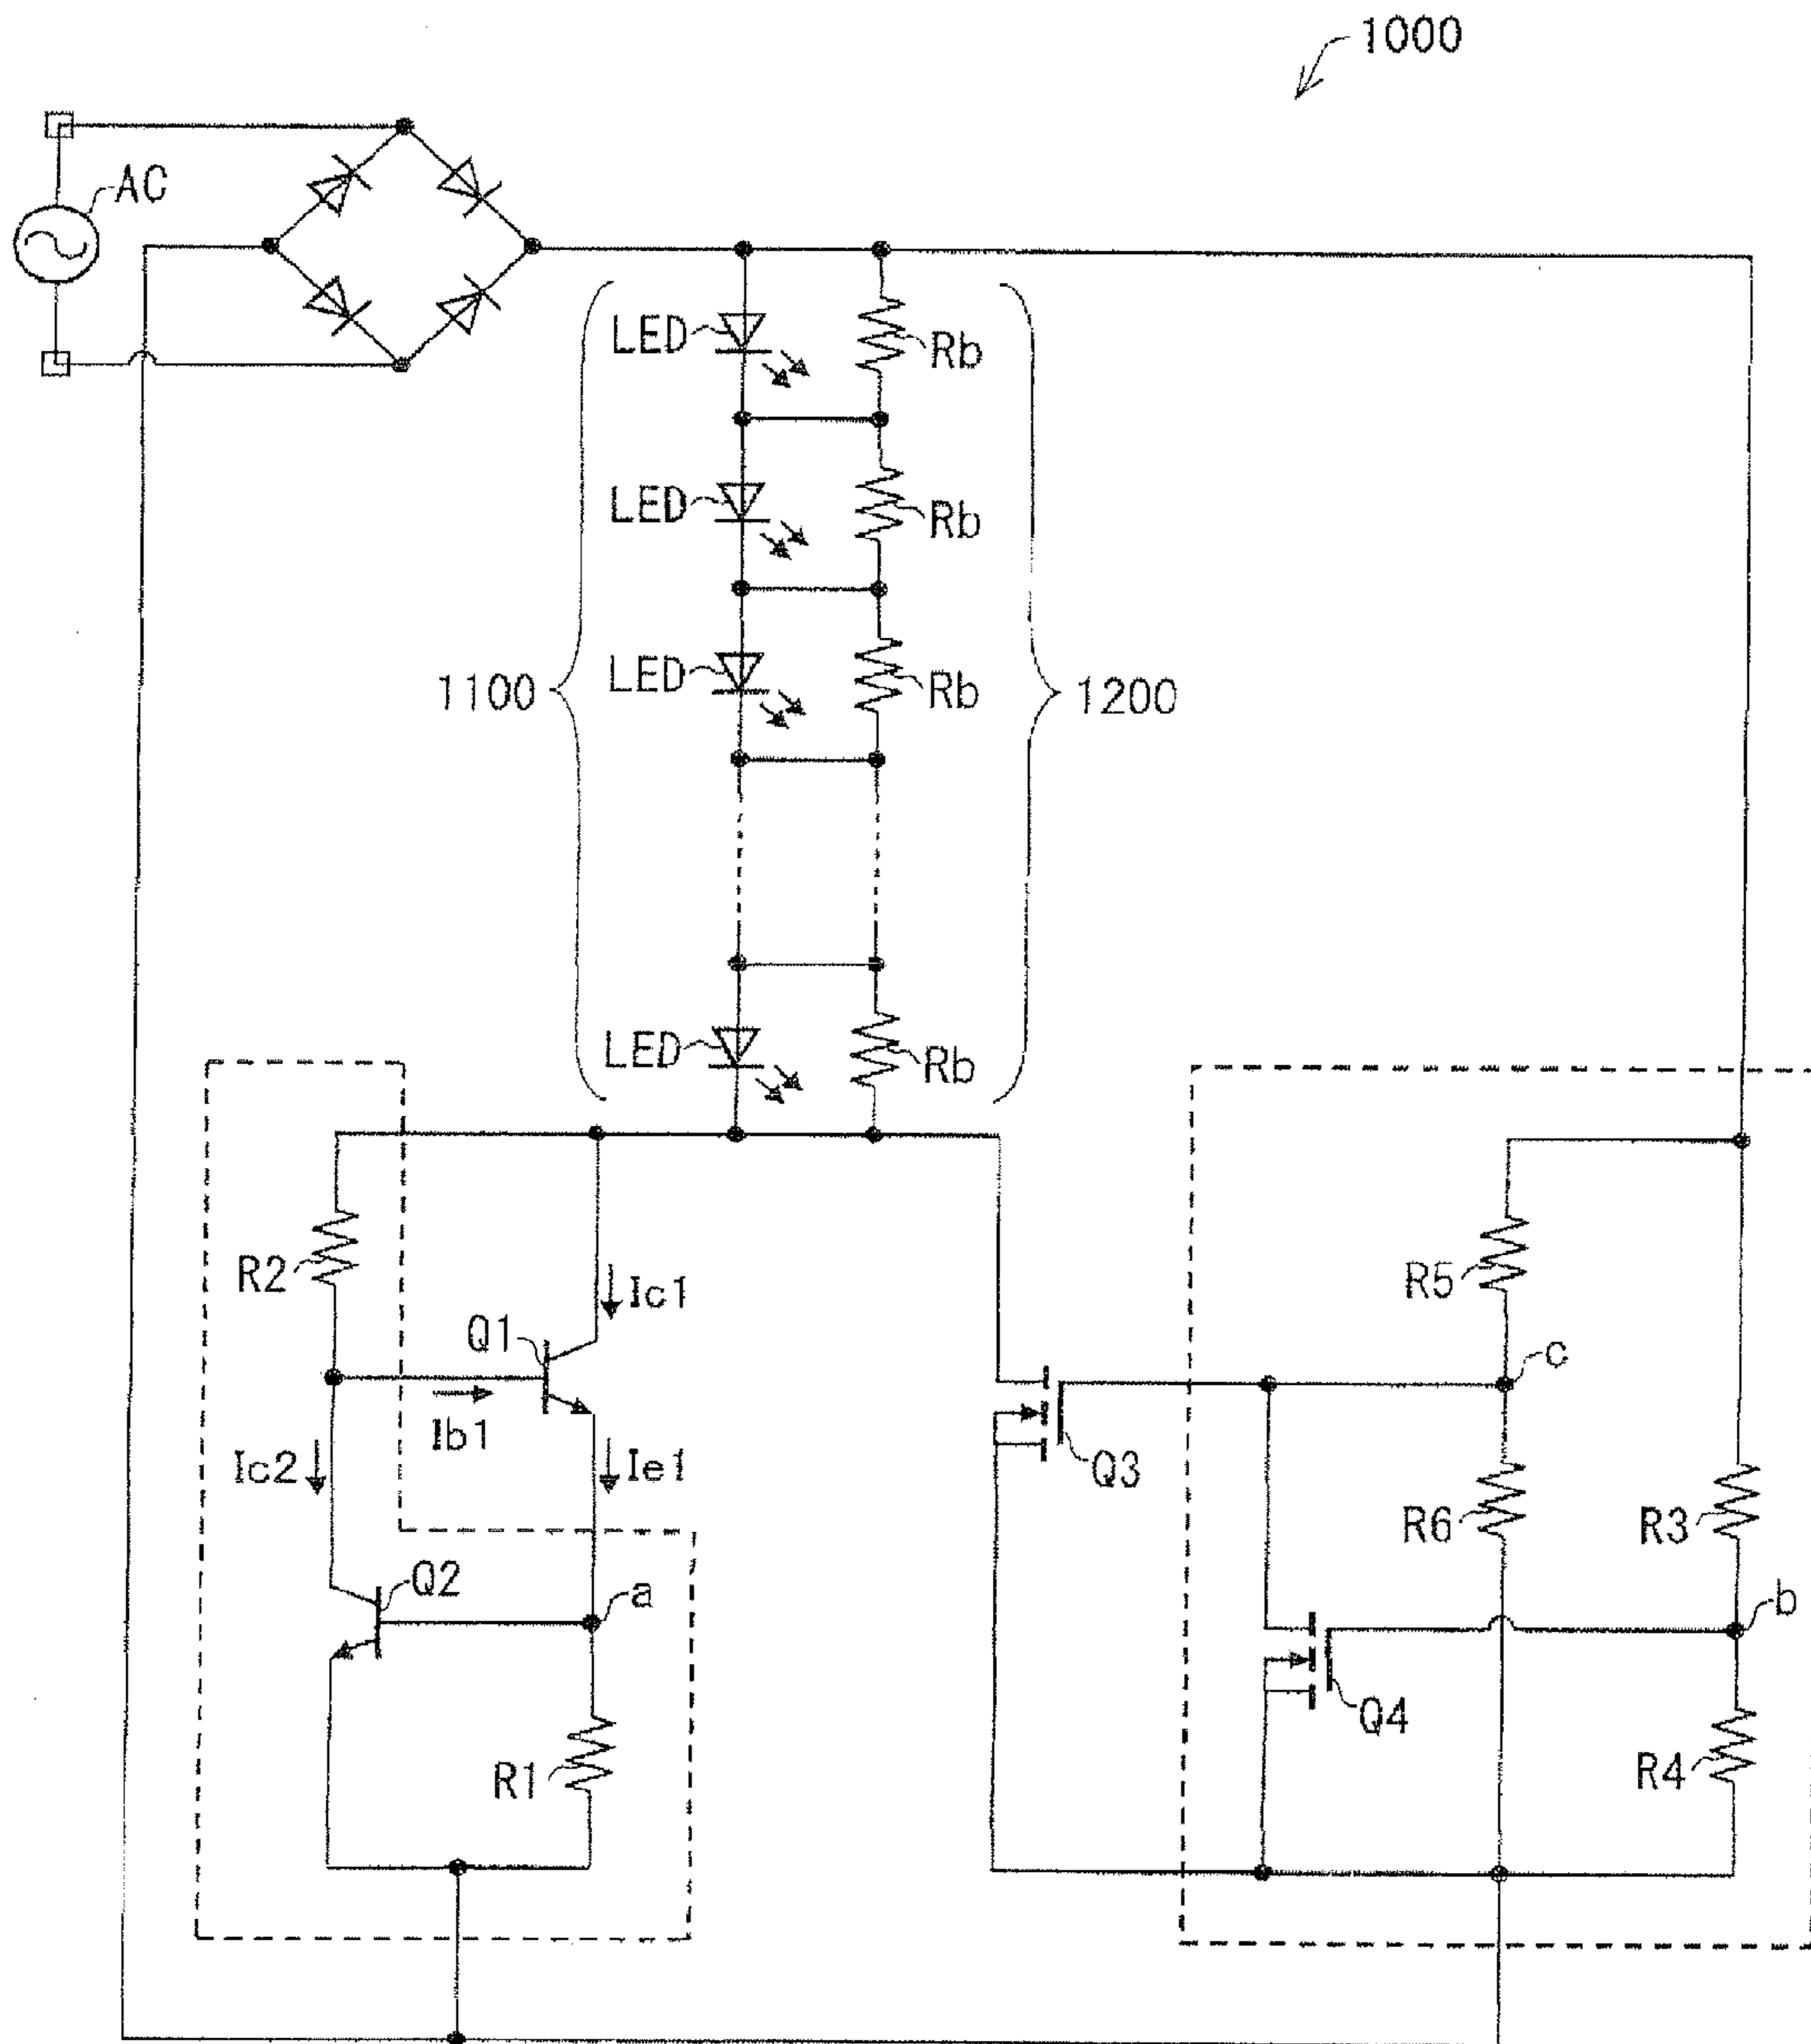 1000
AC
LED
Rb
LED
Rb
LED
Rb
1100
1200
LED
Rb
R2
Ic1
R5
Q1
c
Ib1
Ic2
Ie1
Q3
R6
R3
Q2
a
b
Q4
R1
R4